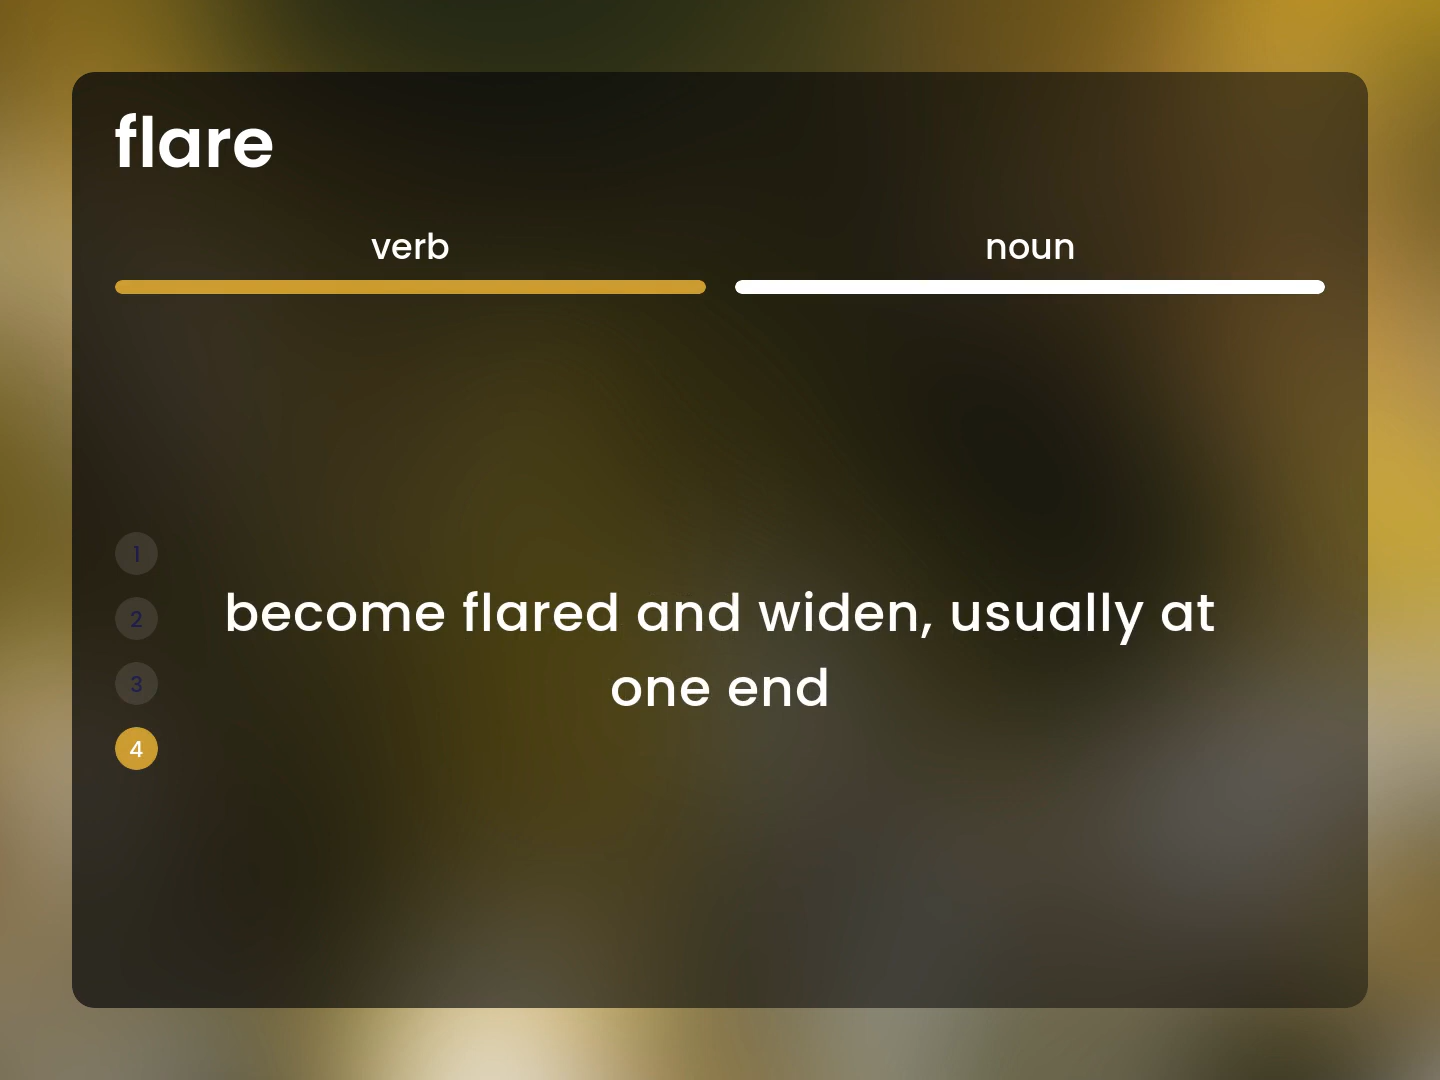 flare
verb
noun
1
2
3
4
become flared and widen, usually at
one end